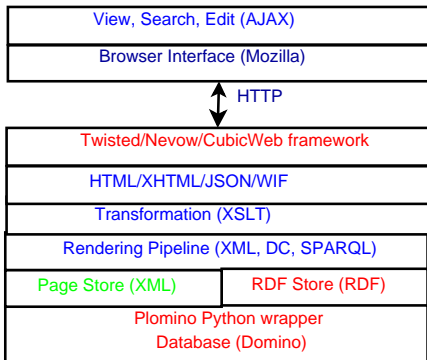 View, Search, Edit (AJAX)
Browser Interface (Mozilla)
HTTP
Twisted/Nevow/CubicWeb framework
HTML/XHTML/JSON/WIF
Transformation (XSLT)
Rendering Pipeline (XML, DC, SPARQL)
Page Store (XML)
RDF Store (RDF)
Plomino Python wrapper
Database (Domino)